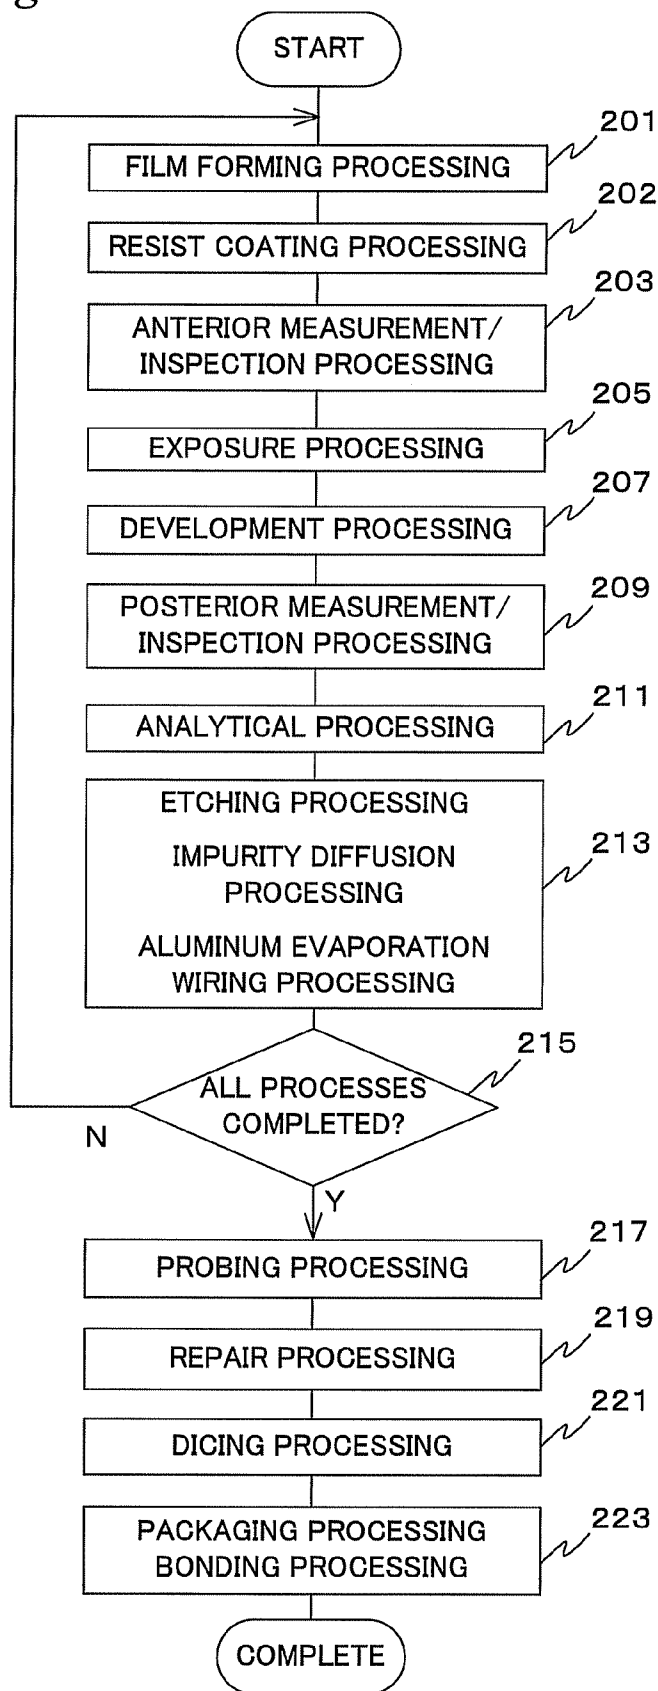 START
201
FILM FORMING PROCESSING
202
RESIST COATING PROCESSING
203
ANTERIOR MEASUREMENT/
INSPECTION PROCESSING
205
EXPOSURE PROCESSING
207
DEVELOPMENT PROCESSING
209
POSTERIOR MEASUREMENT/
INSPECTION PROCESSING
211
ANALYTICAL PROCESSING
ETCHING PROCESSING
213
IMPURITY DIFFUSION
PROCESSING
ALUMINUM EVAPORATION
WIRING PROCESSING
215
ALL PROCESSES
COMPLETED?
N
Y
217
PROBING PROCESSING
219
REPAIR PROCESSING
221
DICING PROCESSING
223
PACKAGING PROCESSING
BONDING PROCESSING
COMPLETE